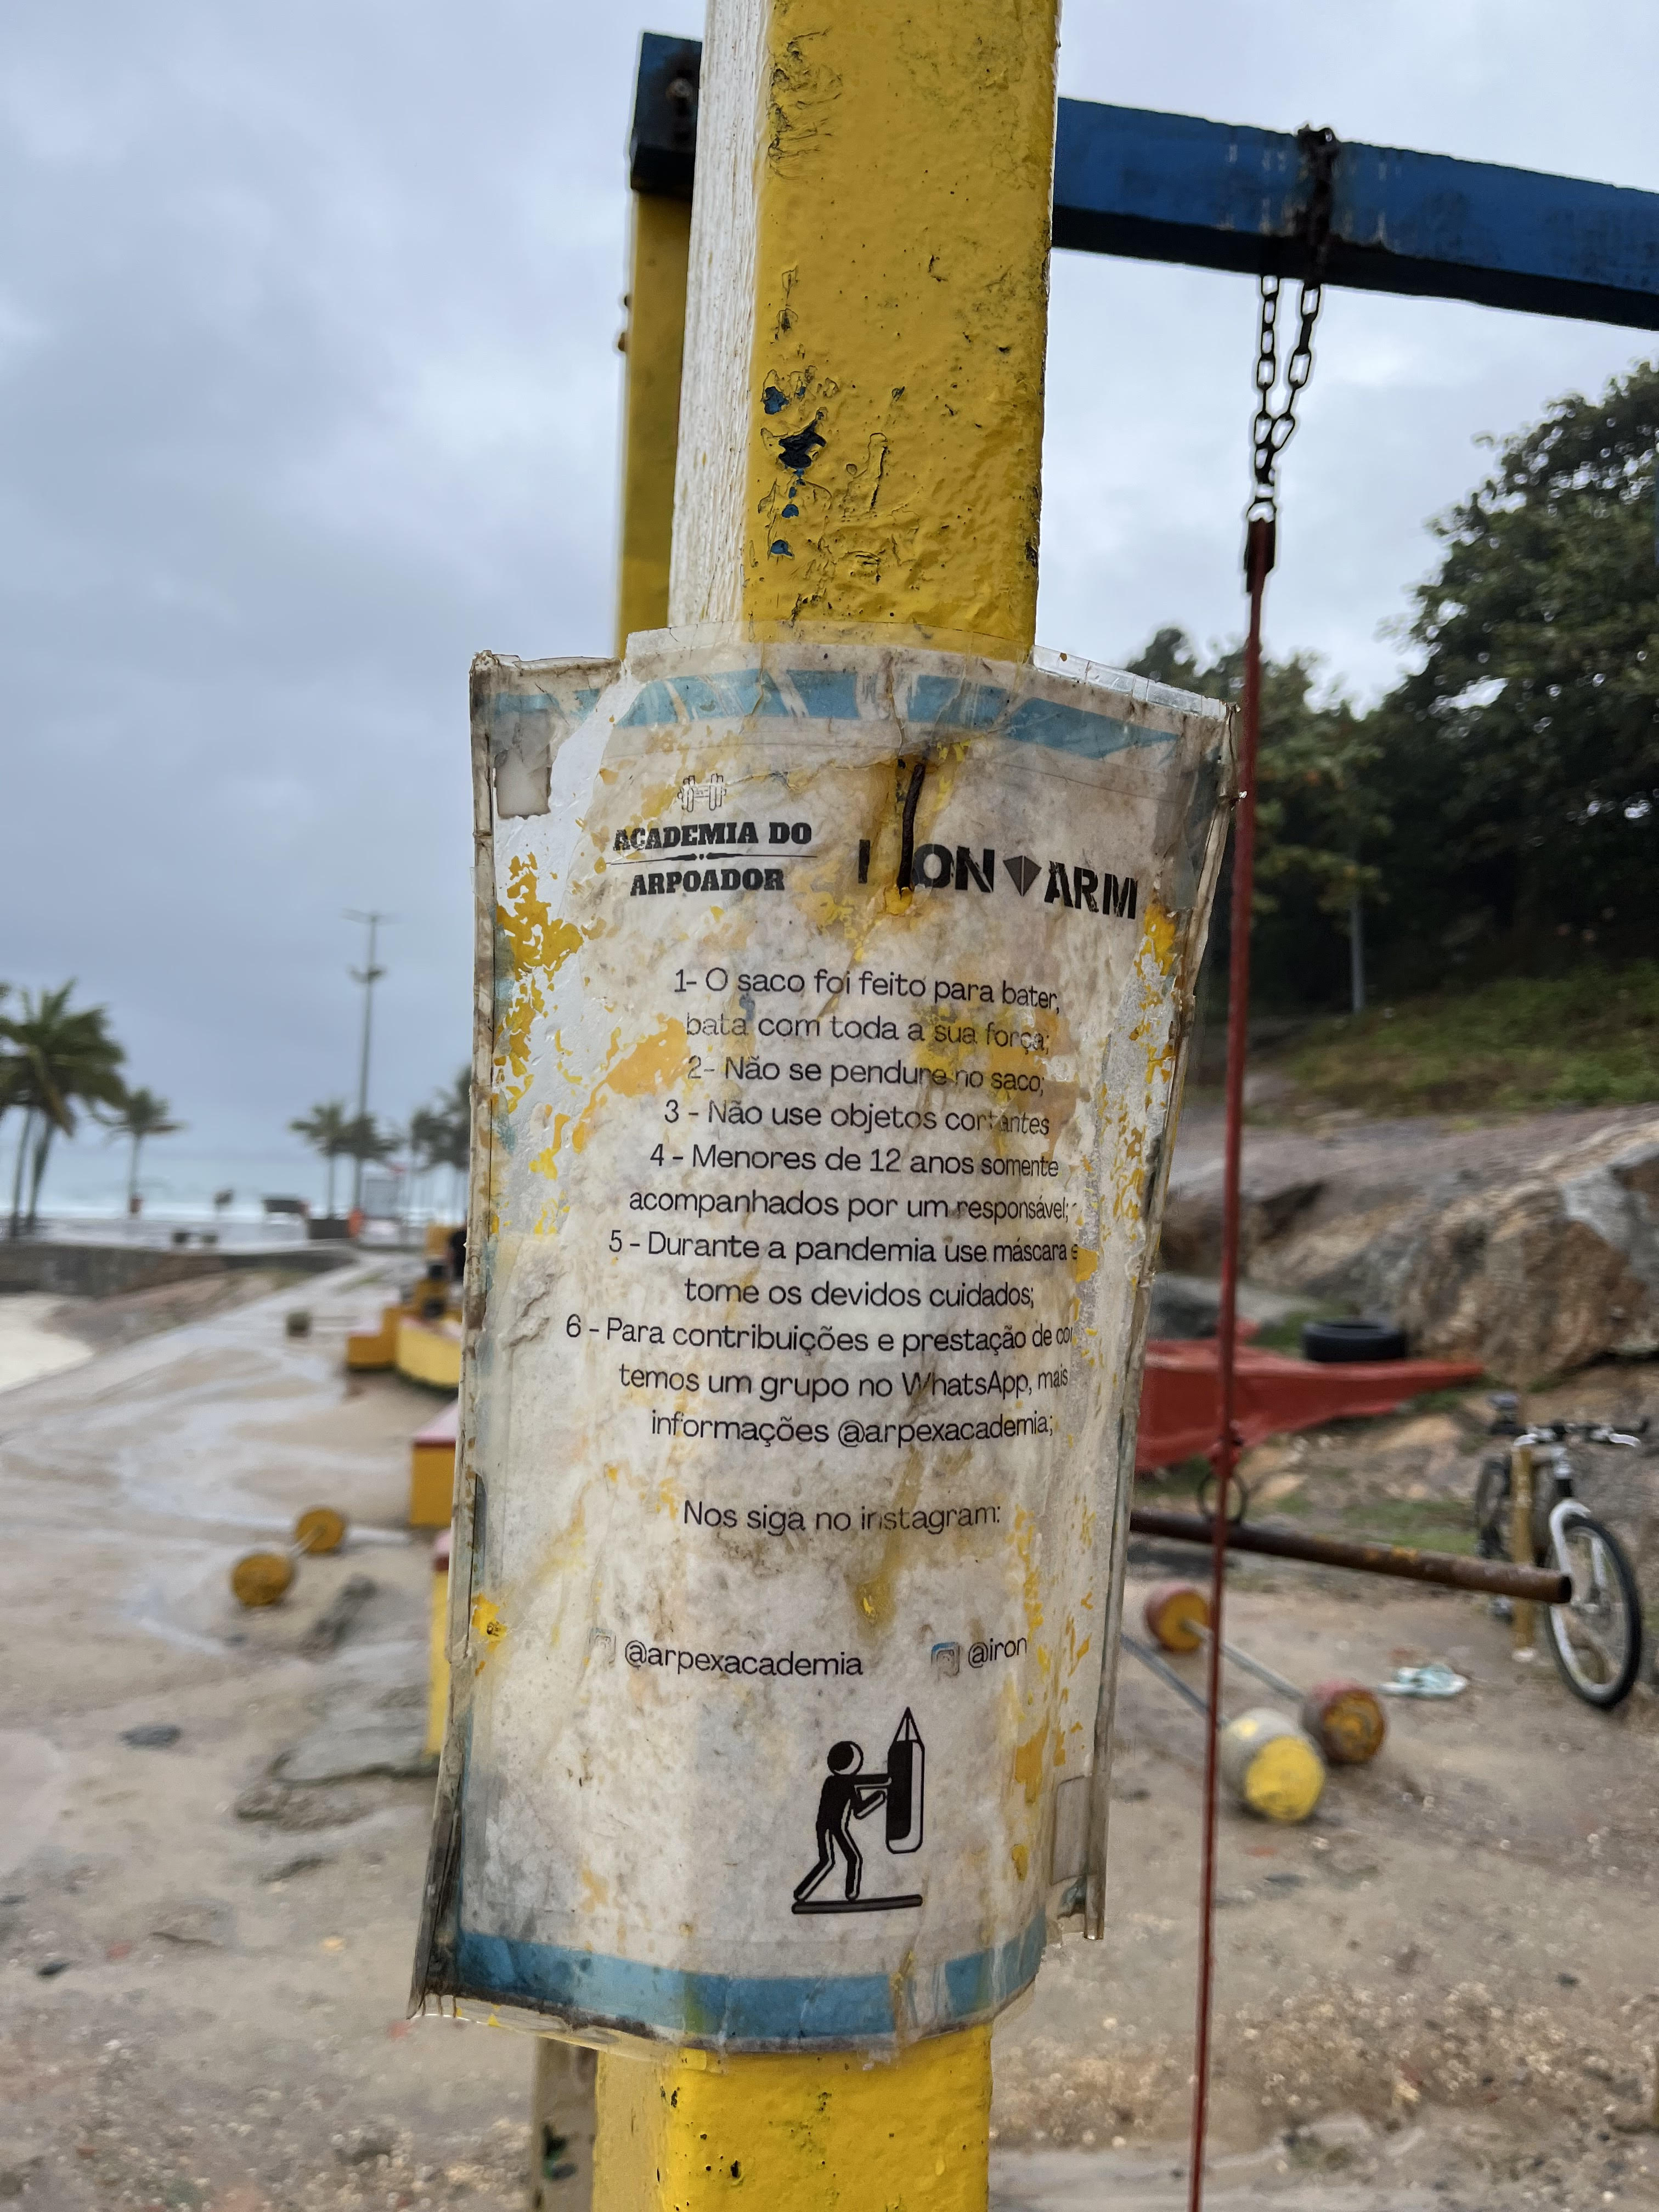 ACADEMIA DO
ARPOADOR
ON ARM
1- O saco foi feito para bater,
bata com toda a sua força;
2- Não se pendure no saco;
3 - Não use objetos cortantes
4 - Menores de 12 anos somente
acompanhados por um responsável;
5 - Durante a pandemia use máscara e
tome os devidos cuidados;
6 - Para contribuições e prestação de
temos um grupo no WhatsApp, mais
informações @arpexacademia;
Nos siga no instagram:
@arpexacademia @iron